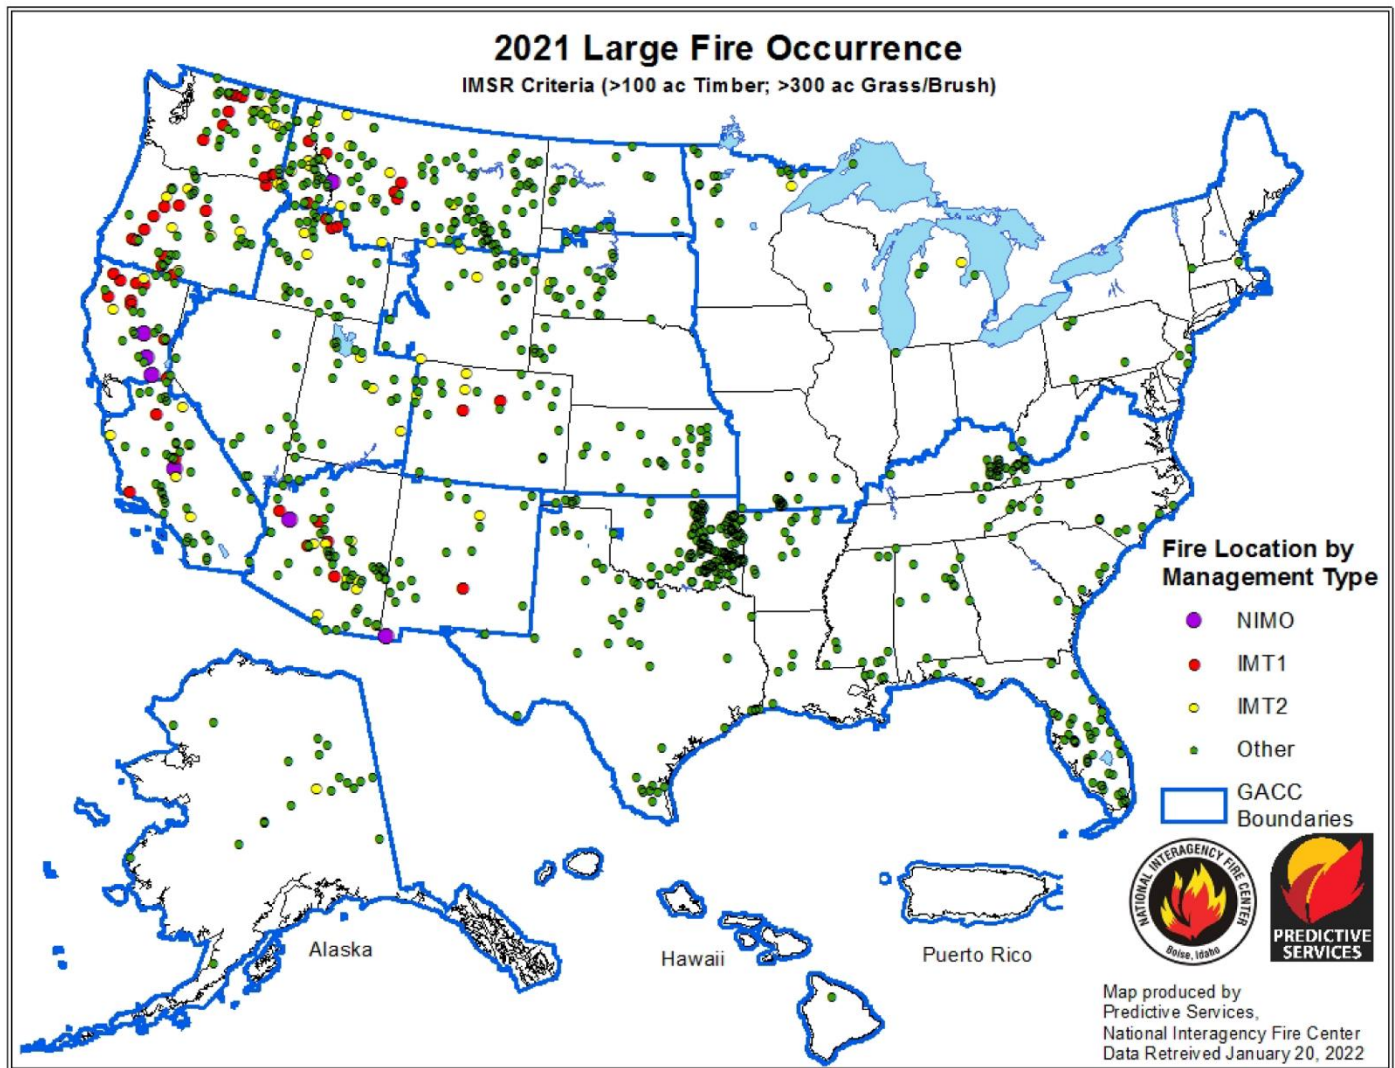 2021 Large Fire Occurrence
IMSR Criteria (>100 ac Timber; >300 ac Grass/Brush)
Fire Location by
Management Type
NIMO
IMT1
IMT2
Other
GACC
Boundaries
NATIONAL INTERAGENCY FIRE CENTER
Boise, Idaho
PREDICTIVE
SERVICES
Alaska
Hawaii
Puerto Rico
Map produced by
Predictive Services,
National Interagency Fire Center
Data Retreived January 20, 2022